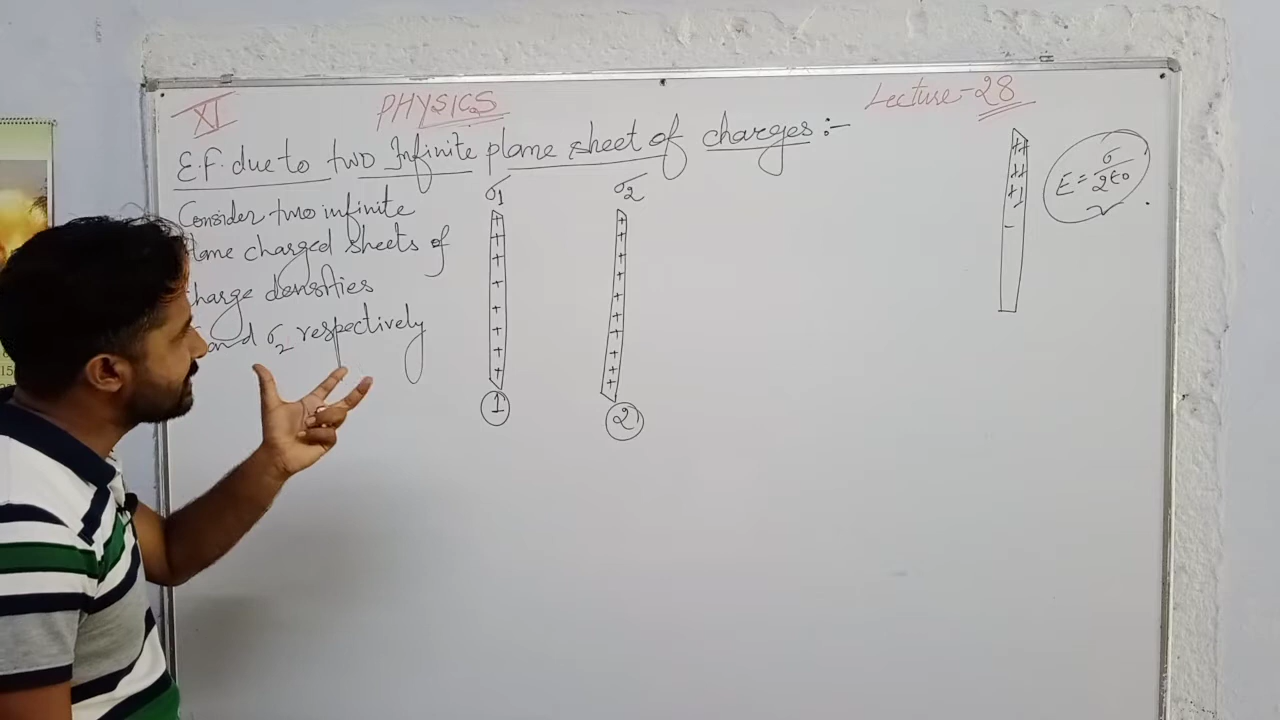 XI PHYSICS Lecture-28
E.F. due to two Infinite plane sheet of charges:-
Consider two infinite
plane charged sheets of
charge densities
and σ2 respectively
σ1 σ2
1 2
E = σ/2ε0